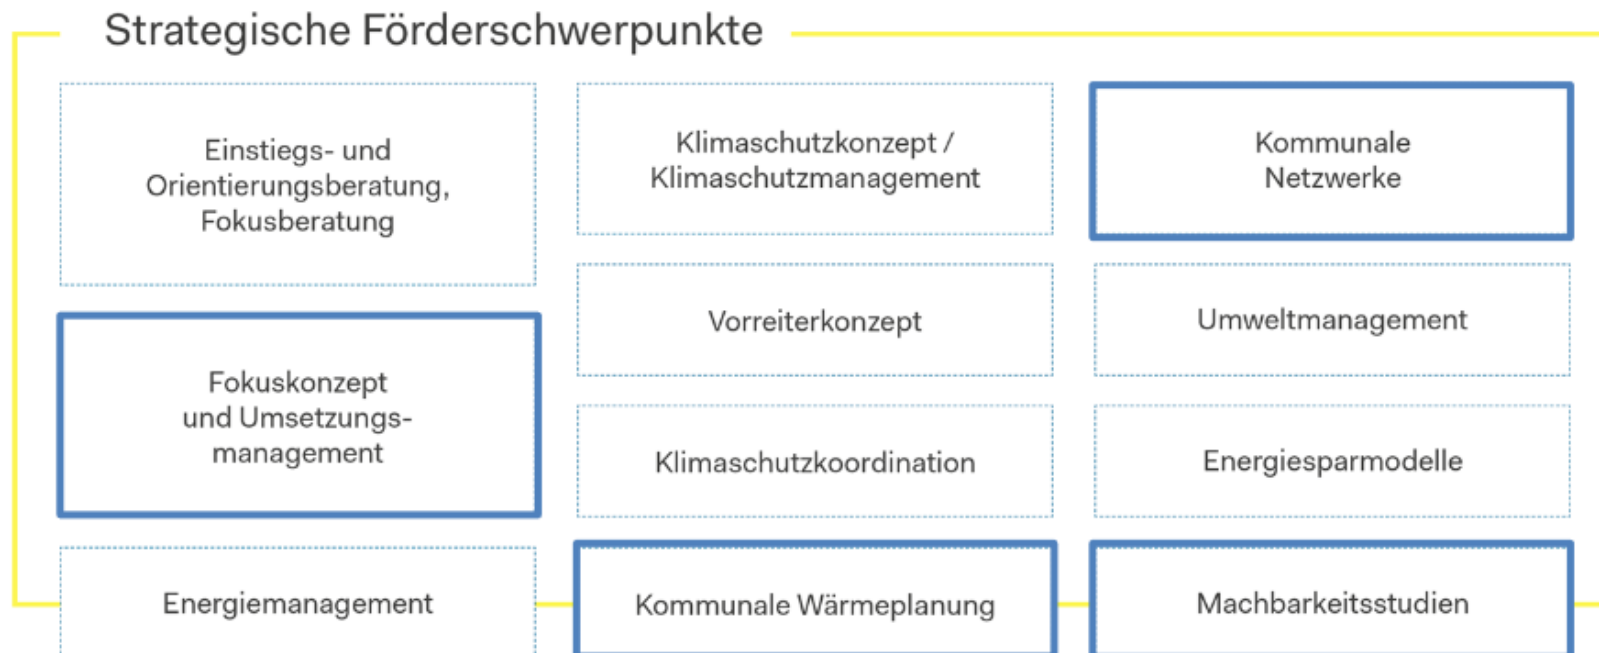 Strategische Förderschwerpunkte
Einstiegs- und
Orientierungsberatung,
Fokusberatung
Fokuskonzept
und Umsetzungs-
management
Energiemanagement
Klimaschutzkonzept /
Klimaschutzmanagement
Vorreiterkonzept
Klimaschutzkoordination
Kommunale Wärmeplanung
Kommunale
Netzwerke
Umweltmanagement
Energiesparmodelle
Machbarkeitsstudien